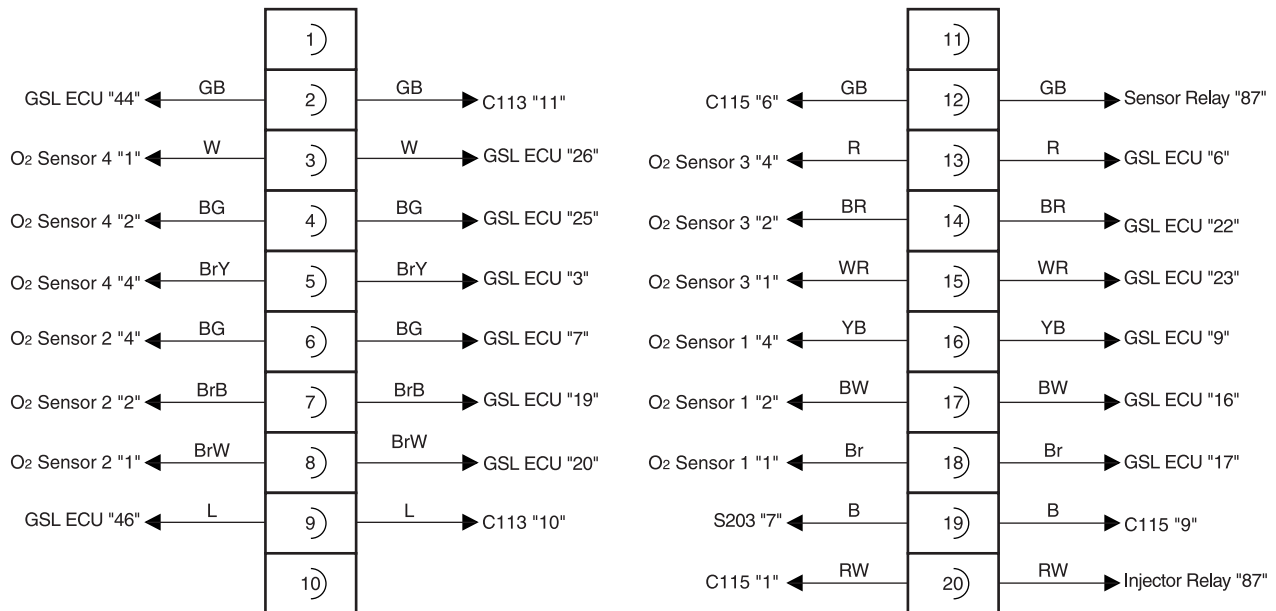 1
GSL ECU "44" GB 2 GB C113 "11"
O2 Sensor 4 "1" W 3 W GSL ECU "26"
O2 Sensor 4 "2" BG 4 BG GSL ECU "25"
O2 Sensor 4 "4" BrY 5 BrY GSL ECU "3"
O2 Sensor 2 "4" BG 6 BG GSL ECU "7"
O2 Sensor 2 "2" BrB 7 BrB GSL ECU "19"
O2 Sensor 2 "1" BrW 8 BrW GSL ECU "20"
GSL ECU "46" L 9 L C113 "10"
10
11
C115 "6" GB 12 GB Sensor Relay "87"
O2 Sensor 3 "4" R 13 R GSL ECU "6"
O2 Sensor 3 "2" BR 14 BR GSL ECU "22"
O2 Sensor 3 "1" WR 15 WR GSL ECU "23"
O2 Sensor 1 "4" YB 16 YB GSL ECU "9"
O2 Sensor 1 "2" BW 17 BW GSL ECU "16"
O2 Sensor 1 "1" Br 18 Br GSL ECU "17"
S203 "7" B 19 B C115 "9"
C115 "1" RW 20 RW Injector Relay "87"